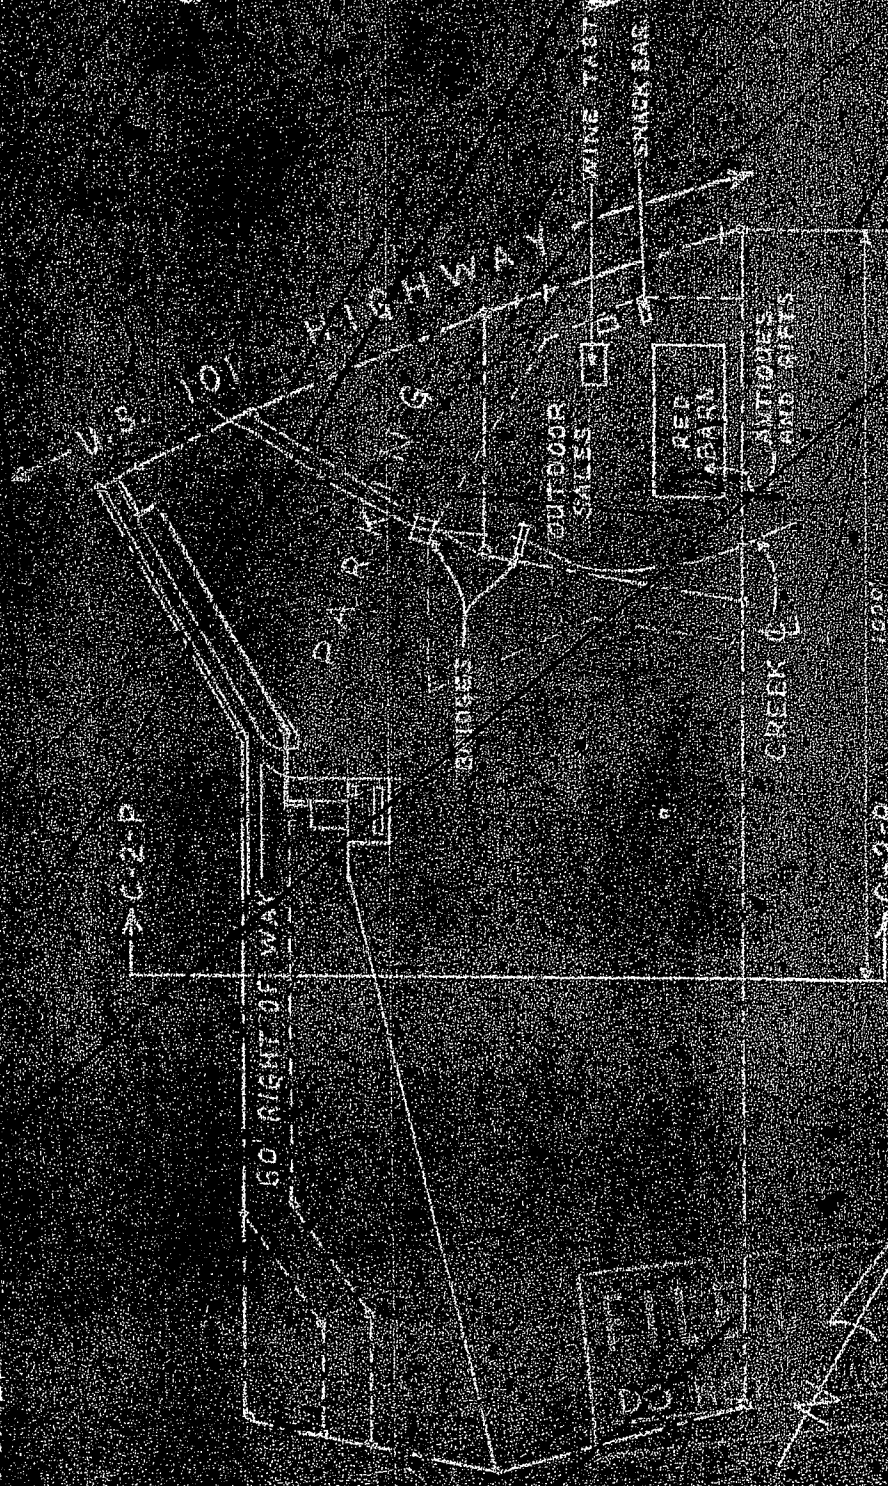 WINE TAST
SNACK BAR
U.S. 101 HIGHWAY
PARKING
OUTDOOR
SALES
RED
BARN
ANTIQUES
AND GIFTS
BRIDGES
CREEK ℄
C-2-P
C-2-P
60' RIGHT OF WAY
FILE